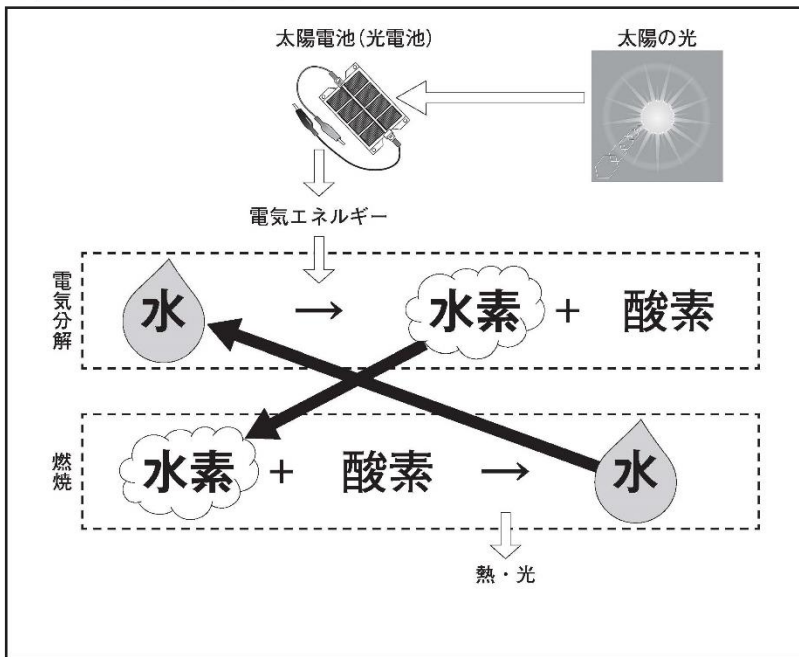 太陽電池(光電池)
太陽の光
電気エネルギー
電気分解
水 → 水素 + 酸素
燃焼
水素 + 酸素 → 水
熱・光